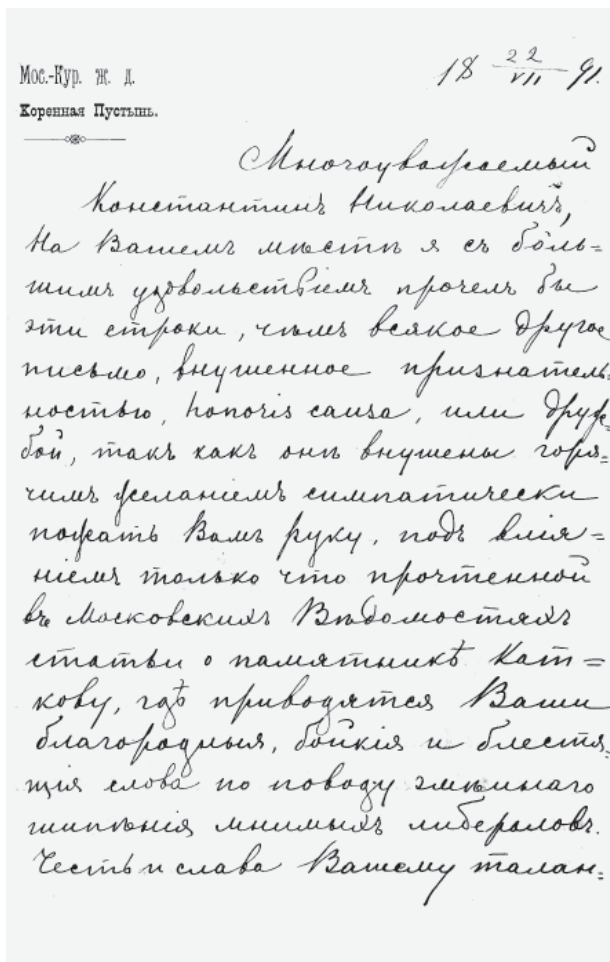 Мос.-Кур. ж. д.
Коренная Пустынь.
18 22/VII 91.
Многоуважаемый
Константинъ Николаевичъ,
На Вашемъ мѣстѣ я съ боль=
шимъ удовольствіемъ прочелъ бы
эти строки, чѣмъ всякое другое
письмо, внушенное признатель=
ностью, honoris causa, или друж=
бой, такъ какъ онѣ внушены горя=
чимъ желаніемъ симпатически
пожать Вамъ руку, подъ влія=
ніемъ только что прочтенной
въ Московскихъ Вѣдомостяхъ
статьи о памятникѣ Кат=
кову, гдѣ приводятся Ваши
благородныя, бойкія и блестя=
щія слова по поводу змѣинаго
шипѣнія мнимыхъ либераловъ.
Честь и слава Вашему талан=